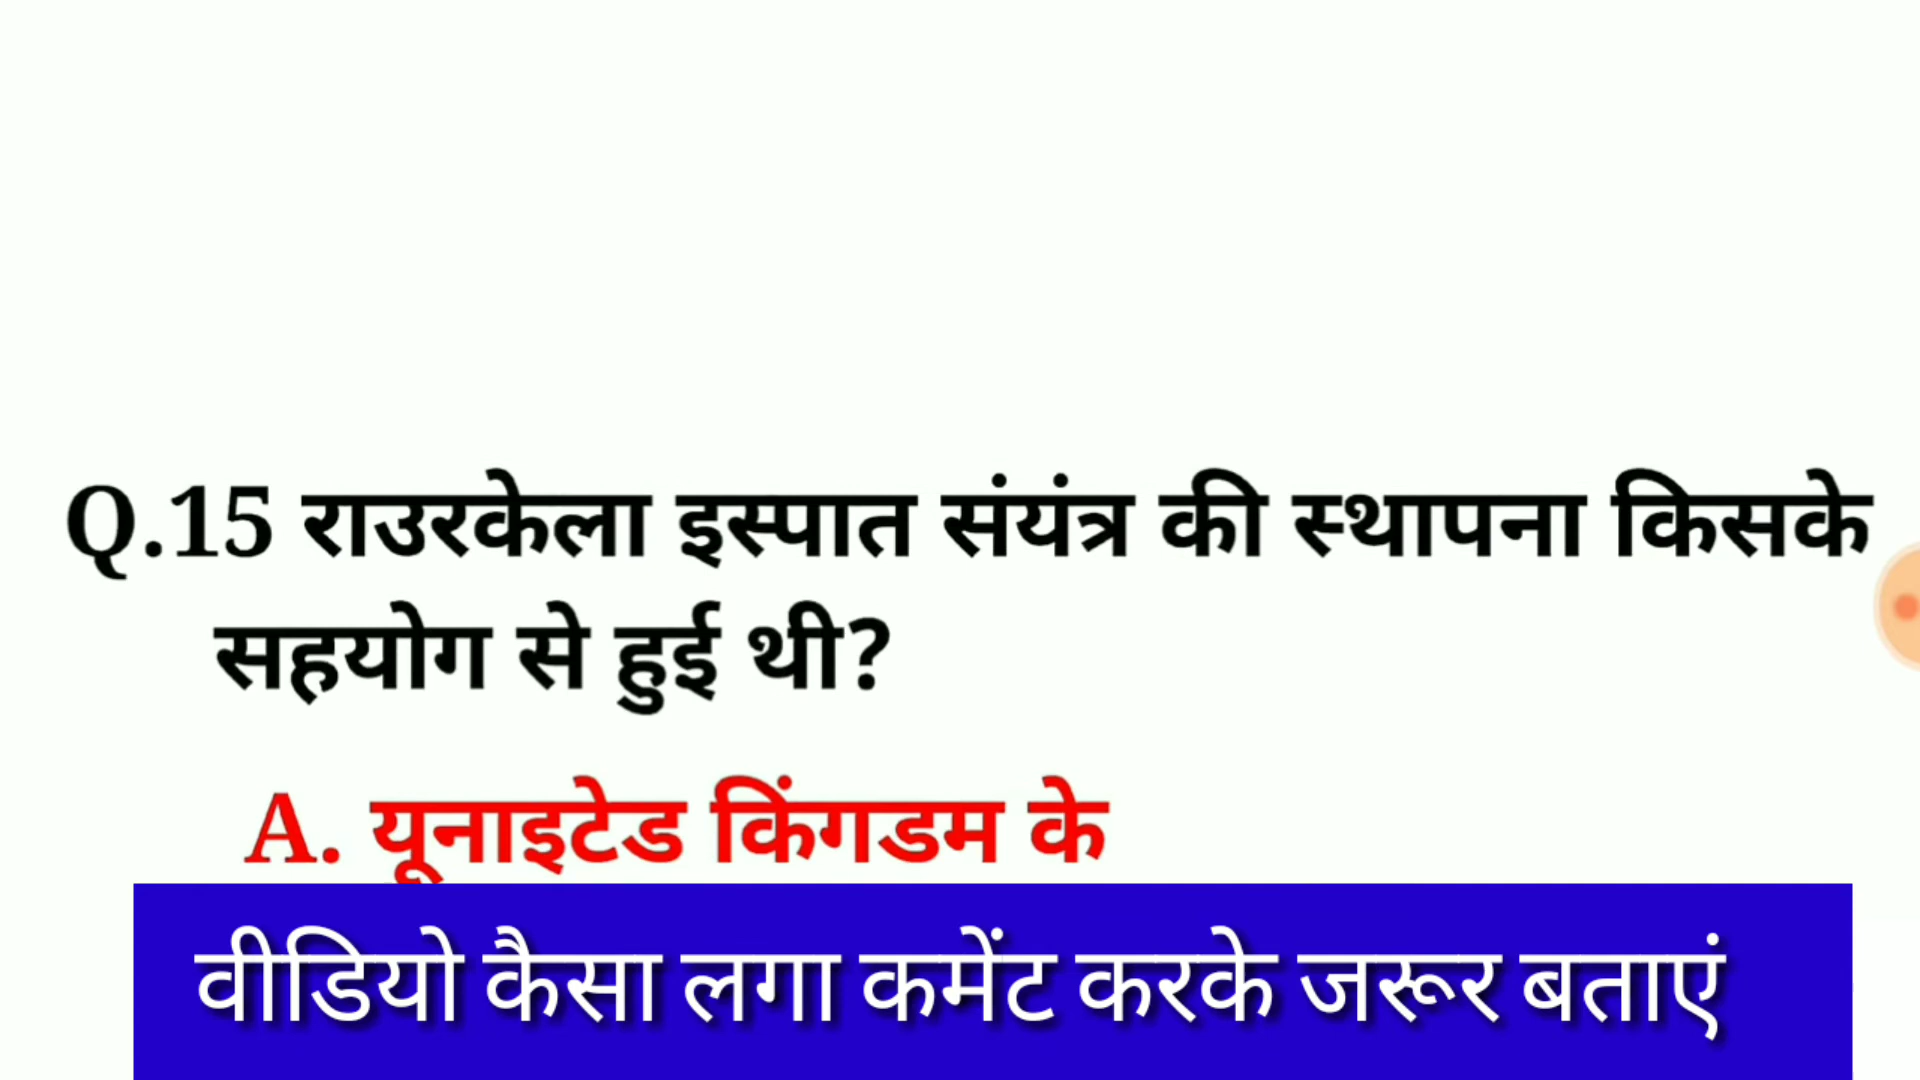 Q.15 राउरकेला इस्पात संयंत्र की स्थापना किसके
सहयोग से हुई थी?
A. यूनाइटेड किंगडम के
वीडियो कैसा लगा कमेंट करके जरूर बताएं